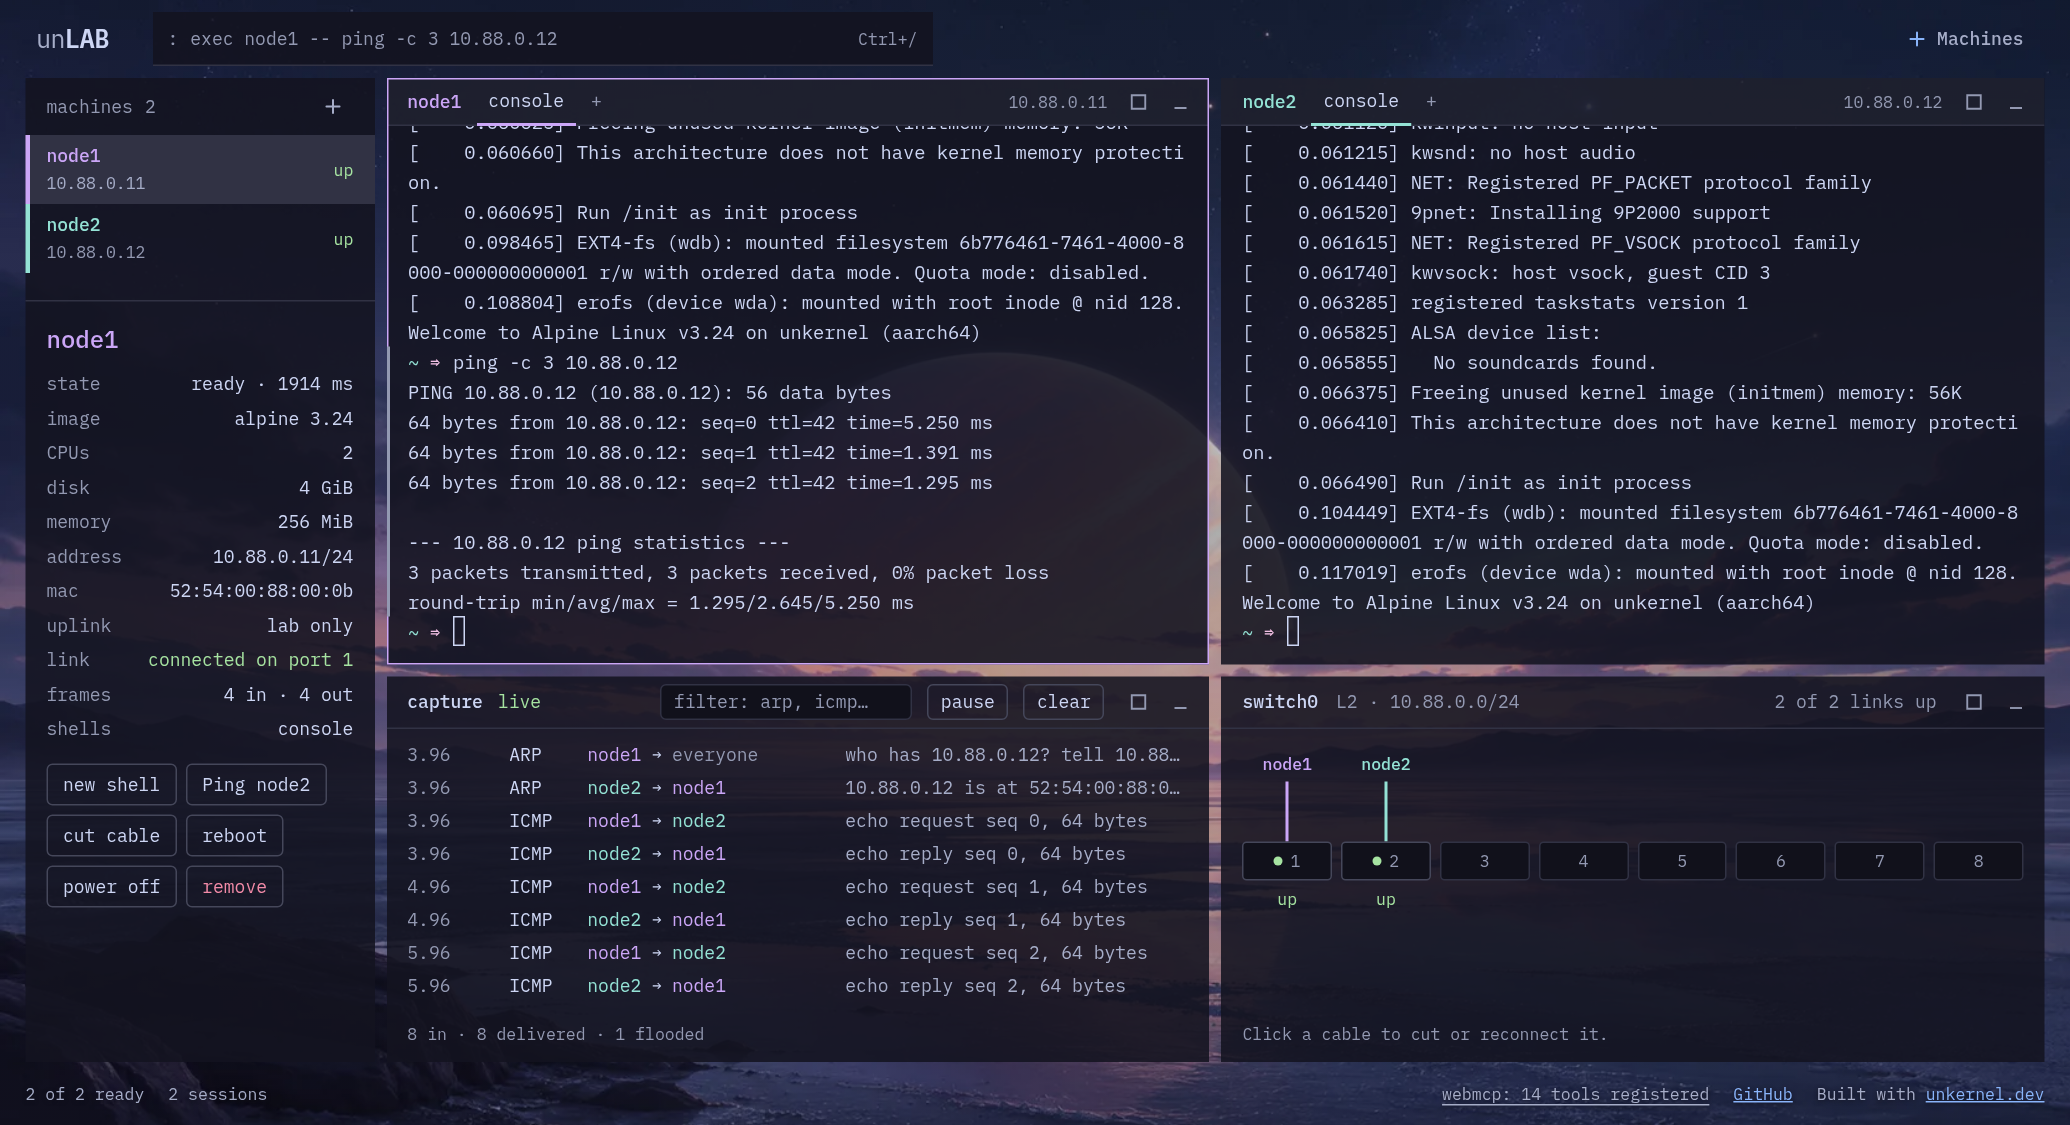 unLAB
: exec node1 -- ping -c 3 10.88.0.12
Ctrl+/
+ Machines
machines 2 +
node1
10.88.0.11
up
node2
10.88.0.12
up
node1
state ready · 1914 ms
image alpine 3.24
CPUs 2
disk 4 GiB
memory 256 MiB
address 10.88.0.11/24
mac 52:54:00:88:00:0b
uplink lab only
link connected on port 1
frames 4 in · 4 out
shells console
new shell Ping node2
cut cable reboot
power off remove
node1 console + 10.88.0.11
Freeing unused kernel image (initmem) memory: 56K
[    0.060660] This architecture does not have kernel memory protecti
on.
[    0.060695] Run /init as init process
[    0.098465] EXT4-fs (wdb): mounted filesystem 6b776461-7461-4000-8
000-000000000001 r/w with ordered data mode. Quota mode: disabled.
[    0.108804] erofs (device wda): mounted with root inode @ nid 128.
Welcome to Alpine Linux v3.24 on unkernel (aarch64)
~ ⇒ ping -c 3 10.88.0.12
PING 10.88.0.12 (10.88.0.12): 56 data bytes
64 bytes from 10.88.0.12: seq=0 ttl=42 time=5.250 ms
64 bytes from 10.88.0.12: seq=1 ttl=42 time=1.391 ms
64 bytes from 10.88.0.12: seq=2 ttl=42 time=1.295 ms
--- 10.88.0.12 ping statistics ---
3 packets transmitted, 3 packets received, 0% packet loss
round-trip min/avg/max = 1.295/2.645/5.250 ms
~ ⇒
node2 console + 10.88.0.12
kwinput: no host input
[    0.061215] kwsnd: no host audio
[    0.061440] NET: Registered PF_PACKET protocol family
[    0.061520] 9pnet: Installing 9P2000 support
[    0.061615] NET: Registered PF_VSOCK protocol family
[    0.061740] kwvsock: host vsock, guest CID 3
[    0.063285] registered taskstats version 1
[    0.065825] ALSA device list:
[    0.065855]   No soundcards found.
[    0.066375] Freeing unused kernel image (initmem) memory: 56K
[    0.066410] This architecture does not have kernel memory protecti
on.
[    0.066490] Run /init as init process
[    0.104449] EXT4-fs (wdb): mounted filesystem 6b776461-7461-4000-8
000-000000000001 r/w with ordered data mode. Quota mode: disabled.
[    0.117019] erofs (device wda): mounted with root inode @ nid 128.
Welcome to Alpine Linux v3.24 on unkernel (aarch64)
~ ⇒
capture live filter: arp, icmp… pause clear
3.96 ARP node1 → everyone who has 10.88.0.12? tell 10.88…
3.96 ARP node2 → node1 10.88.0.12 is at 52:54:00:88:0…
3.96 ICMP node1 → node2 echo request seq 0, 64 bytes
3.96 ICMP node2 → node1 echo reply seq 0, 64 bytes
4.96 ICMP node1 → node2 echo request seq 1, 64 bytes
4.96 ICMP node2 → node1 echo reply seq 1, 64 bytes
5.96 ICMP node1 → node2 echo request seq 2, 64 bytes
5.96 ICMP node2 → node1 echo reply seq 2, 64 bytes
8 in · 8 delivered · 1 flooded
switch0 L2 · 10.88.0.0/24 2 of 2 links up
node1 node2
1 2 3 4 5 6 7 8
up up
Click a cable to cut or reconnect it.
2 of 2 ready 2 sessions
webmcp: 14 tools registered GitHub Built with unkernel.dev